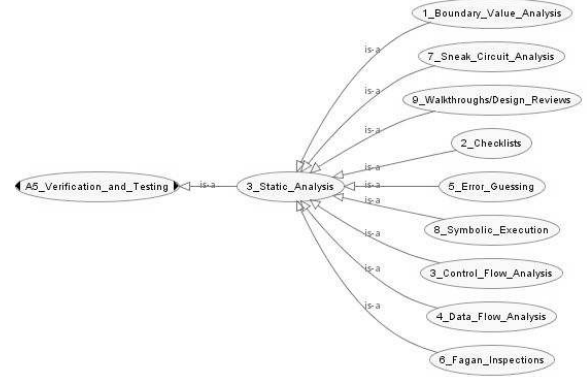 1_Boundary_Value_Analysis
is-a
7_Sneak_Circuit_Analysis
is-a
9_Walkthroughs/Design_Reviews
is-a
2_Checklists
is-a
A5_Verification_and_Testing
is-a
3_Static_Analysis
is-a
5_Error_Guessing
is-a
8_Symbolic_Execution
is-a
3_Control_Flow_Analysis
is-a
4_Data_Flow_Analysis
is-a
6_Fagan_Inspections